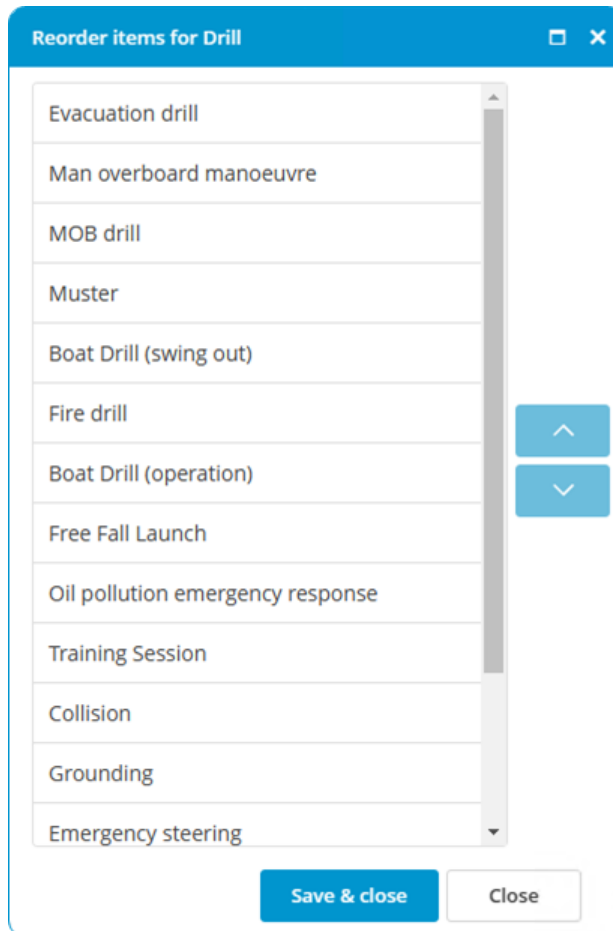 Reorder items for Drill
Evacuation drill
Man overboard manoeuvre
MOB drill
Muster
Boat Drill (swing out)
Fire drill
Boat Drill (operation)
Free Fall Launch
Oil pollution emergency response
Training Session
Collision
Grounding
Emergency steering
Save & close
Close